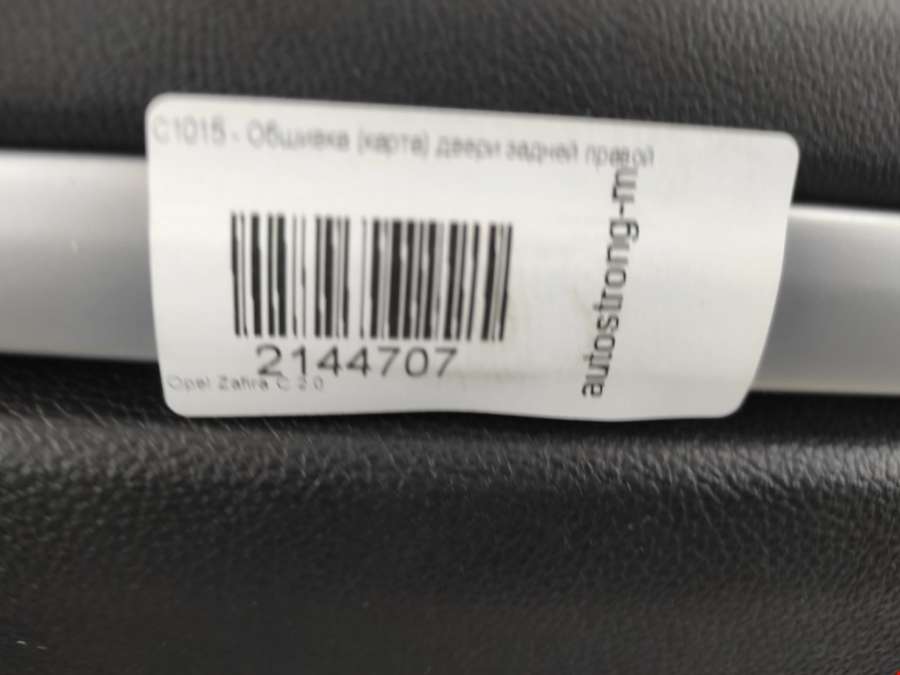 C1015 - Обшивка (карта) двери задней правой
2144707
Opel Zafira C 2.0
autostrong-m